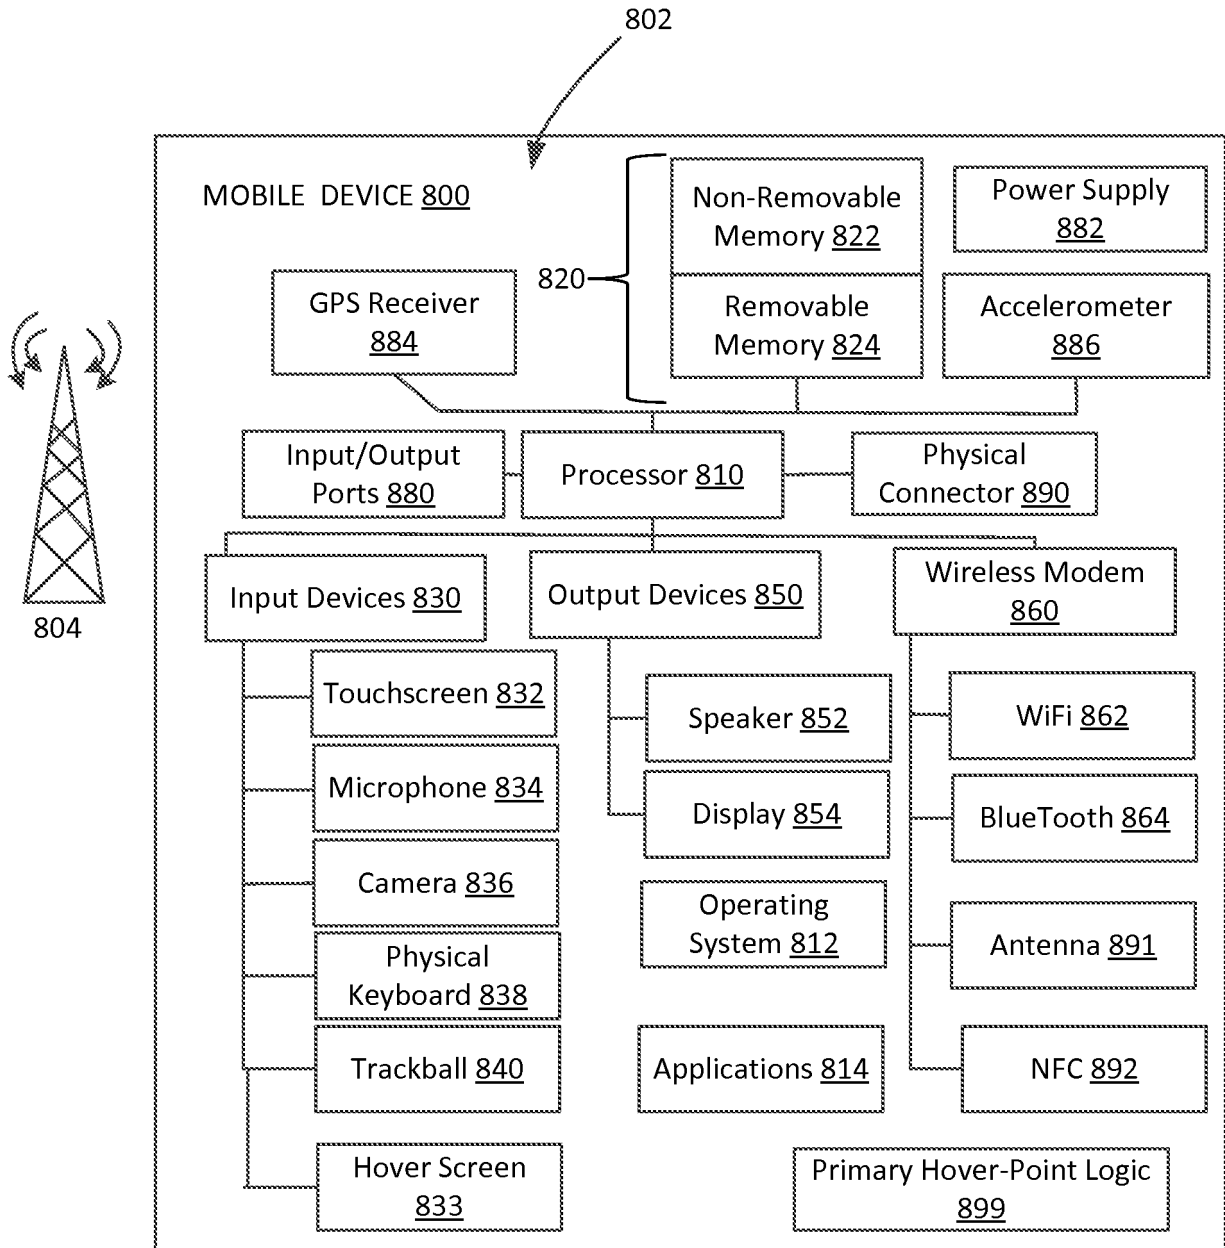 802
MOBILE DEVICE 800
Non-Removable
Memory 822
Power Supply
882
820
GPS Receiver
884
Removable
Memory 824
Accelerometer
886
Input/Output
Ports 880
Processor 810
Physical
Connector 890
804
Input Devices 830
Output Devices 850
Wireless Modem
860
Touchscreen 832
Speaker 852
WiFi 862
Microphone 834
Display 854
BlueTooth 864
Camera 836
Operating
System 812
Antenna 891
Physical
Keyboard 838
Trackball 840
Applications 814
NFC 892
Hover Screen
833
Primary Hover-Point Logic
899